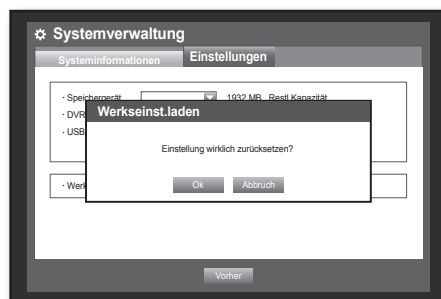 Systemverwaltung
Systeminformationen Einstellungen
· Speichergerät 1932 MB Restl.Kapazität
· DVR
Werkseinst.laden
· USB
Einstellung wirklich zurücksetzen?
· Werk
Ok Abbruch
Vorher